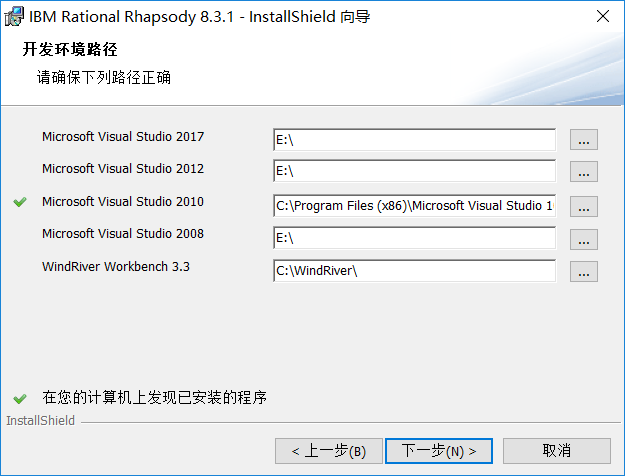 IBM Rational Rhapsody 8.3.1 - InstallShield 向导
开发环境路径
请确保下列路径正确
Microsoft Visual Studio 2017 E:\ ...
Microsoft Visual Studio 2012 E:\ ...
Microsoft Visual Studio 2010 C:\Program Files (x86)\Microsoft Visual Studio 1 ...
Microsoft Visual Studio 2008 E:\ ...
WindRiver Workbench 3.3 C:\WindRiver\ ...
在您的计算机上发现已安装的程序
InstallShield
< 上一步(B) 下一步(N) > 取消